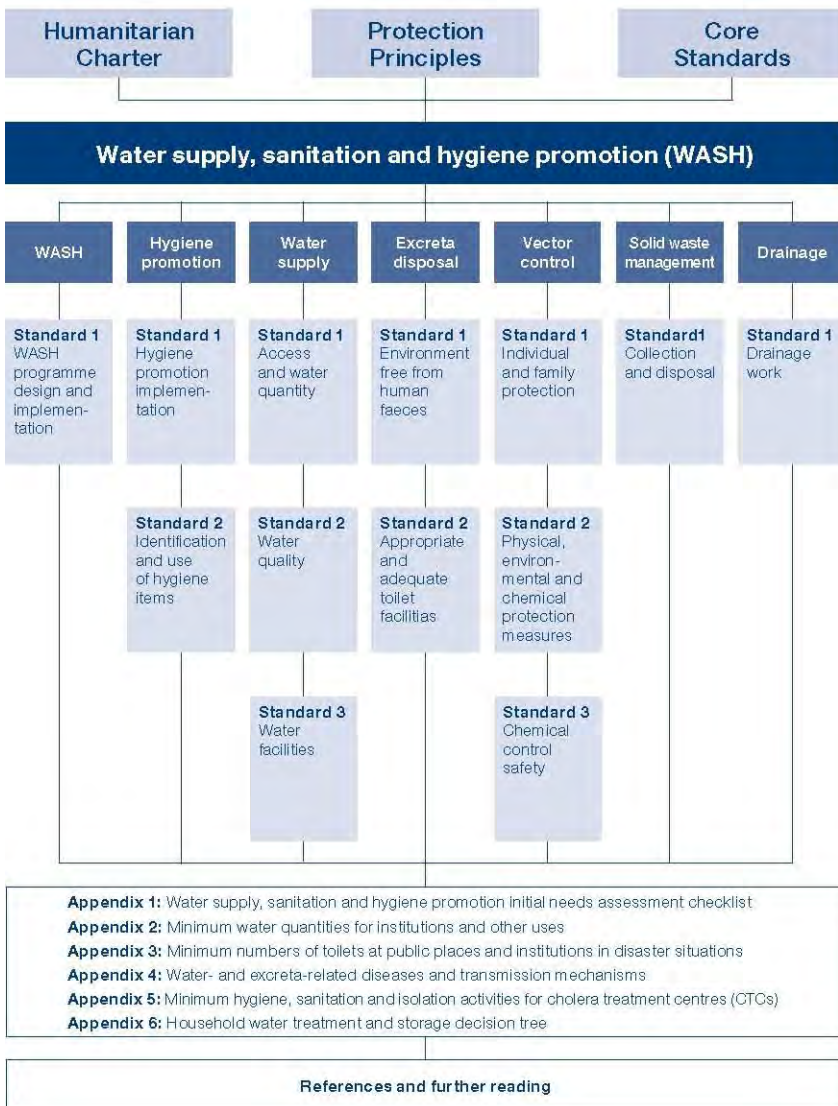 Humanitarian
Charter
Protection
Principles
Core
Standards
Water supply, sanitation and hygiene promotion (WASH)
WASH
Hygiene
promotion
Water
supply
Excreta
disposal
Vector
control
Solid waste
management
Drainage
Standard 1
WASH
programme
design and
implemen-
tation
Standard 1
Hygiene
promotion
implemen-
tation
Standard 1
Access
and water
quantity
Standard 1
Environment
free from
human
faeces
Standard 1
Individual
and family
protection
Standard1
Collection
and disposal
Standard 1
Drainage
work
Standard 2
Identification
and use
of hygiene
items
Standard 2
Water
quality
Standard 2
Appropriate
and
adequate
toilet
facilitias
Standard 2
Physical,
environ-
mental and
chemical
protection
measures
Standard 3
Water
facilities
Standard 3
Chemical
control
safety
Appendix 1: Water supply, sanitation and hygiene promotion initial needs assessment checklist
Appendix 2: Minimum water quantities for institutions and other uses
Appendix 3: Minimum numbers of toilets at public places and institutions in disaster situations
Appendix 4: Water- and excreta-related diseases and transmission mechanisms
Appendix 5: Minimum hygiene, sanitation and isolation activities for cholera treatment centres (CTCs)
Appendix 6: Household water treatment and storage decision tree
References and further reading